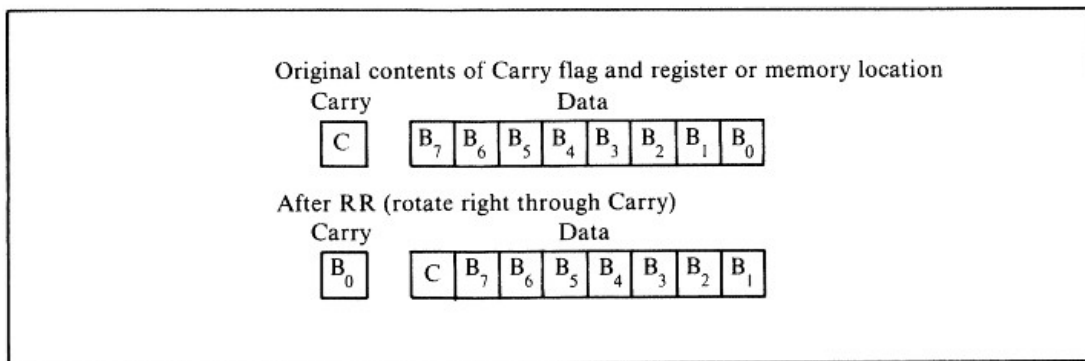 Original contents of Carry flag and register or memory location
Carry Data
C B₇ B₆ B₅ B₄ B₃ B₂ B₁ B₀
After RR (rotate right through Carry)
Carry Data
B₀ C B₇ B₆ B₅ B₄ B₃ B₂ B₁